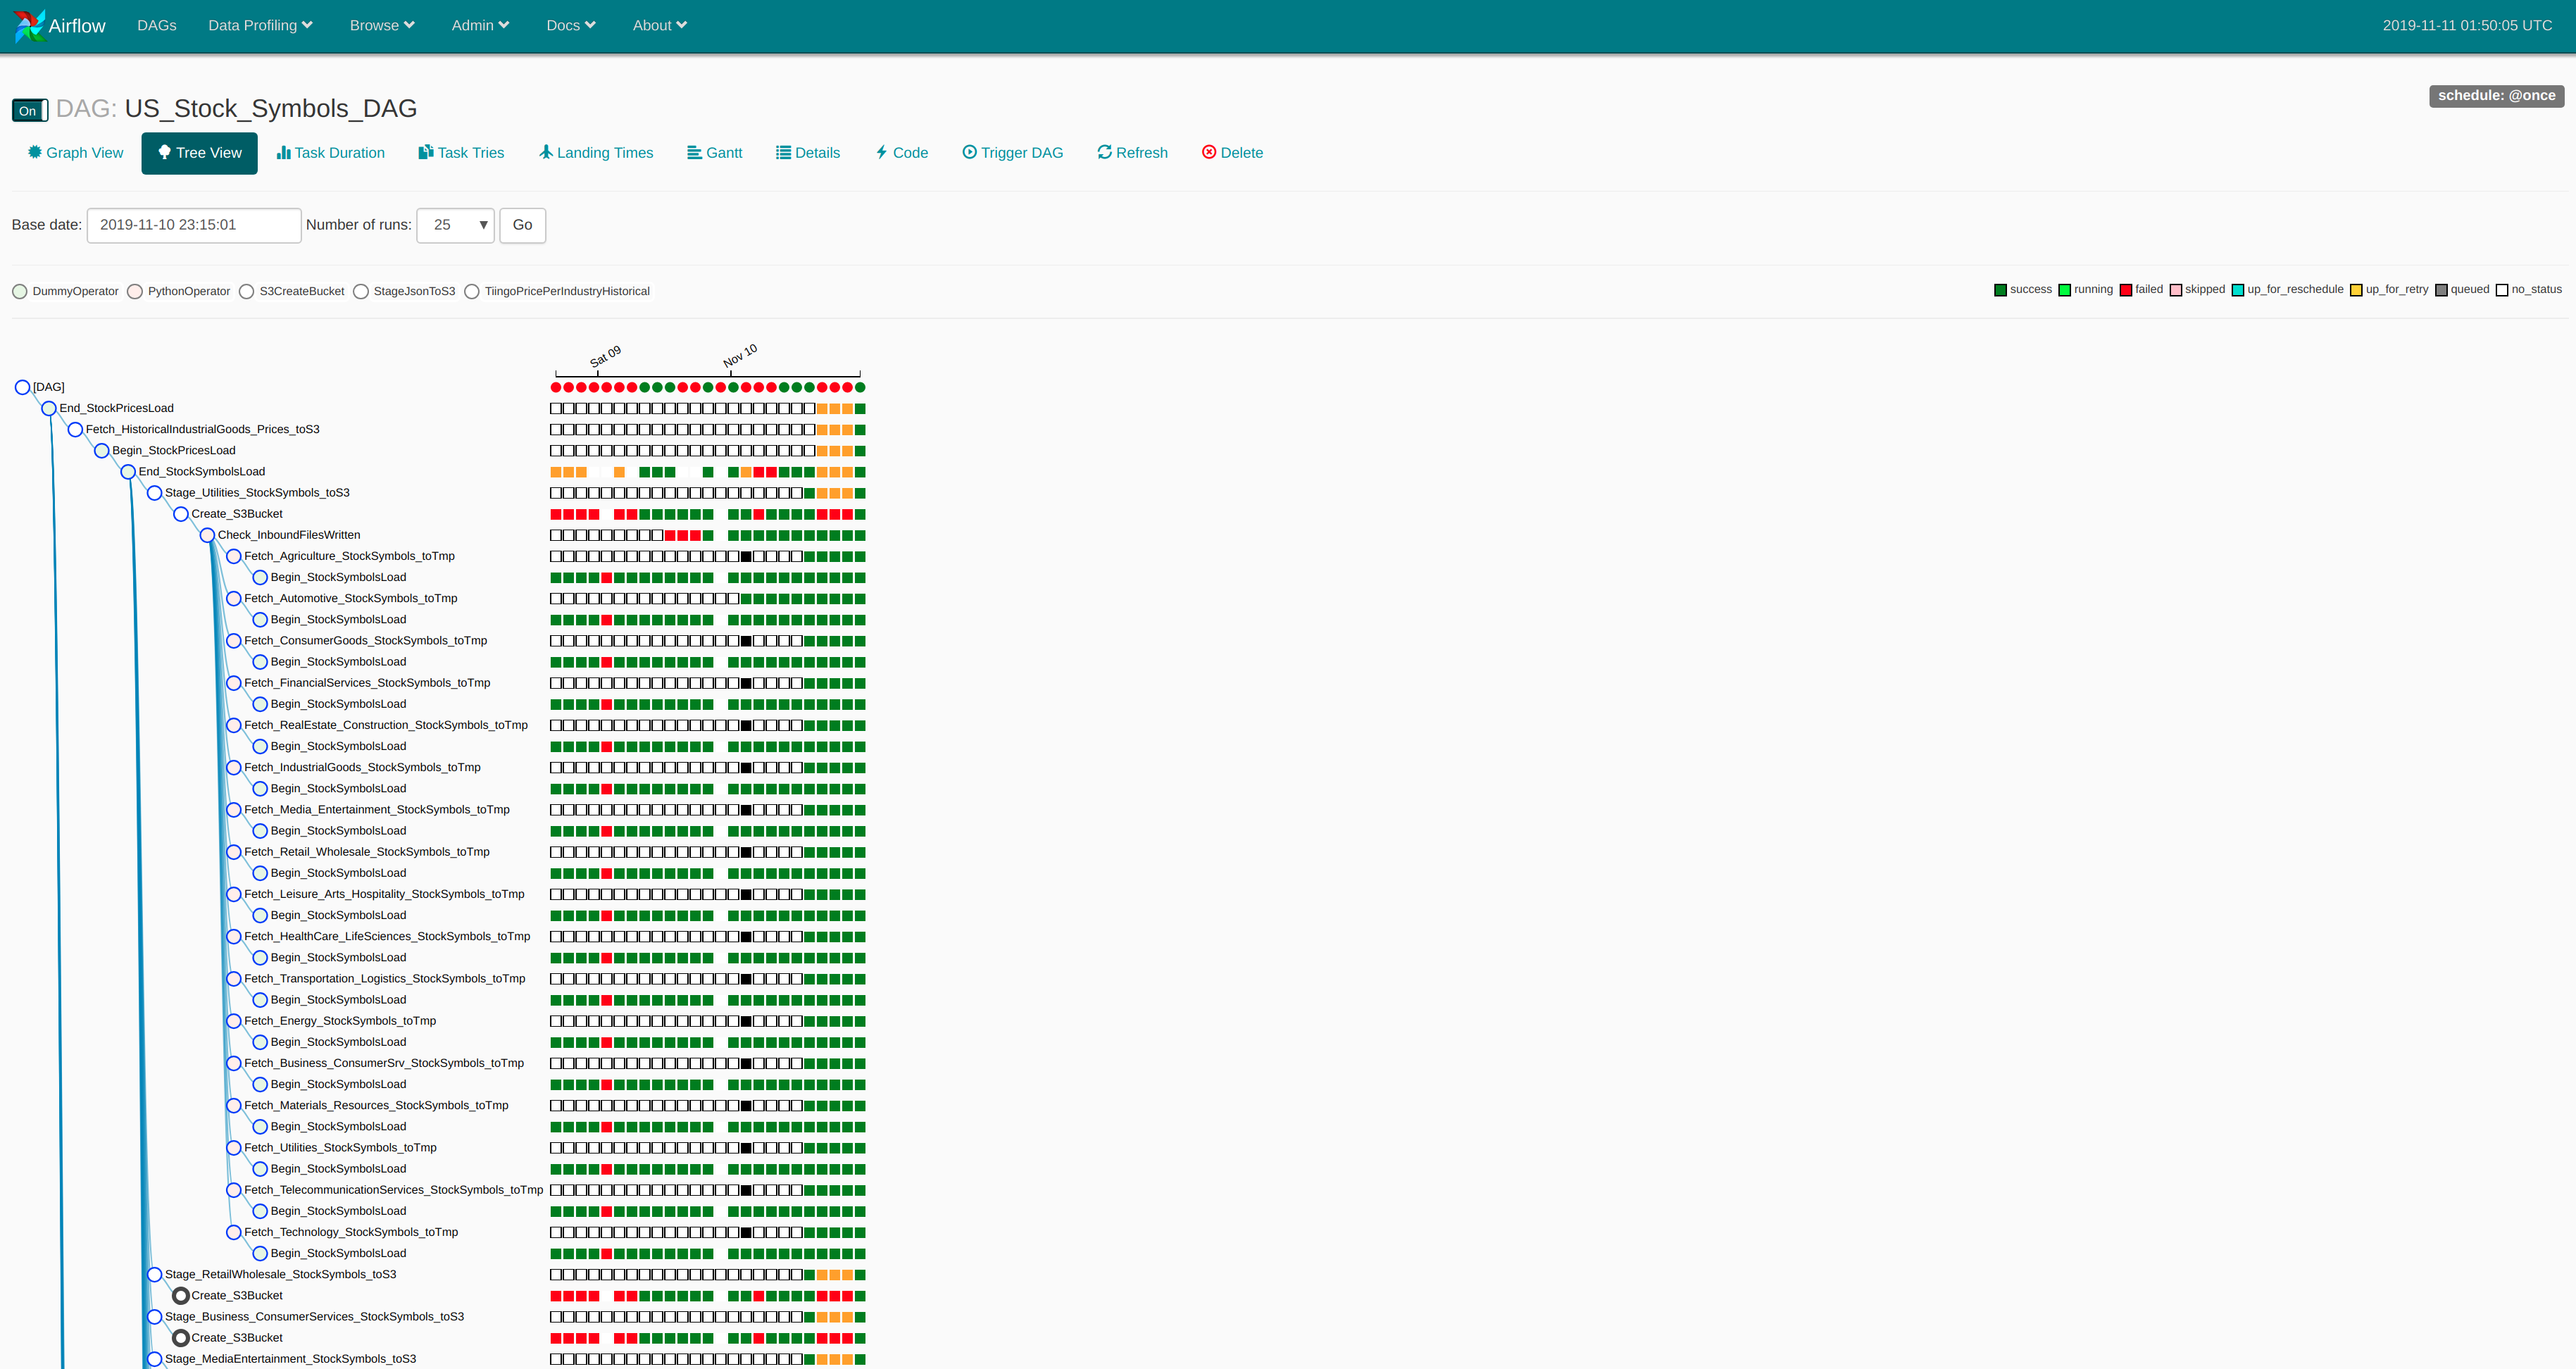 Airflow DAGs Data Profiling Browse Admin Docs About 2019-11-11 01:50:05 UTC
On DAG: US_Stock_Symbols_DAG schedule: @once
Graph View Tree View Task Duration Task Tries Landing Times Gantt Details Code Trigger DAG Refresh Delete
Base date: 2019-11-10 23:15:01 Number of runs: 25 Go
DummyOperator PythonOperator S3CreateBucket StageJsonToS3 TiingoPricePerIndustryHistorical success running failed skipped up_for_reschedule up_for_retry queued no_status
Sat 09 Nov 10
[DAG]
End_StockPricesLoad
Fetch_HistoricalIndustrialGoods_Prices_toS3
Begin_StockPricesLoad
End_StockSymbolsLoad
Stage_Utilities_StockSymbols_toS3
Create_S3Bucket
Check_InboundFilesWritten
Fetch_Agriculture_StockSymbols_toTmp
Begin_StockSymbolsLoad
Fetch_Automotive_StockSymbols_toTmp
Begin_StockSymbolsLoad
Fetch_ConsumerGoods_StockSymbols_toTmp
Begin_StockSymbolsLoad
Fetch_FinancialServices_StockSymbols_toTmp
Begin_StockSymbolsLoad
Fetch_RealEstate_Construction_StockSymbols_toTmp
Begin_StockSymbolsLoad
Fetch_IndustrialGoods_StockSymbols_toTmp
Begin_StockSymbolsLoad
Fetch_Media_Entertainment_StockSymbols_toTmp
Begin_StockSymbolsLoad
Fetch_Retail_Wholesale_StockSymbols_toTmp
Begin_StockSymbolsLoad
Fetch_Leisure_Arts_Hospitality_StockSymbols_toTmp
Begin_StockSymbolsLoad
Fetch_HealthCare_LifeSciences_StockSymbols_toTmp
Begin_StockSymbolsLoad
Fetch_Transportation_Logistics_StockSymbols_toTmp
Begin_StockSymbolsLoad
Fetch_Energy_StockSymbols_toTmp
Begin_StockSymbolsLoad
Fetch_Business_ConsumerSrv_StockSymbols_toTmp
Begin_StockSymbolsLoad
Fetch_Materials_Resources_StockSymbols_toTmp
Begin_StockSymbolsLoad
Fetch_Utilities_StockSymbols_toTmp
Begin_StockSymbolsLoad
Fetch_TelecommunicationServices_StockSymbols_toTmp
Begin_StockSymbolsLoad
Fetch_Technology_StockSymbols_toTmp
Begin_StockSymbolsLoad
Stage_RetailWholesale_StockSymbols_toS3
Create_S3Bucket
Stage_Business_ConsumerServices_StockSymbols_toS3
Create_S3Bucket
Stage_MediaEntertainment_StockSymbols_toS3